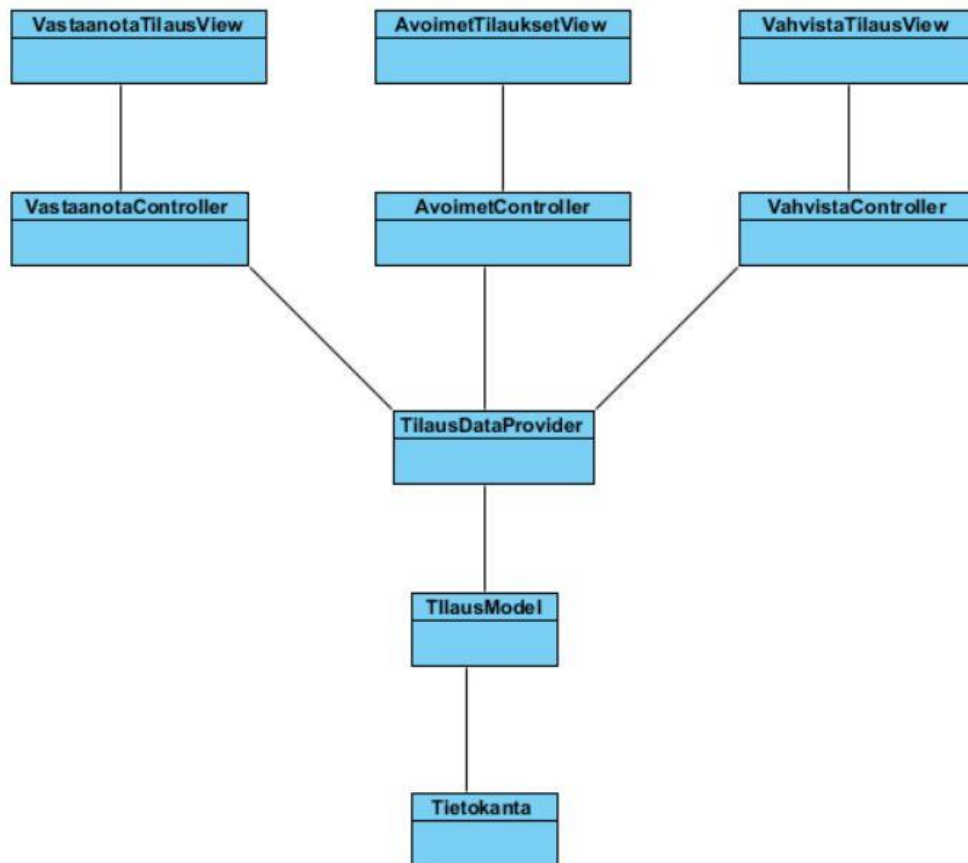 VastaanotaTilausView
AvoimetTilauksetView
VahvistaTilausView
VastaanotaController
AvoimetController
VahvistaController
TilausDataProvider
TIlausModel
Tietokanta